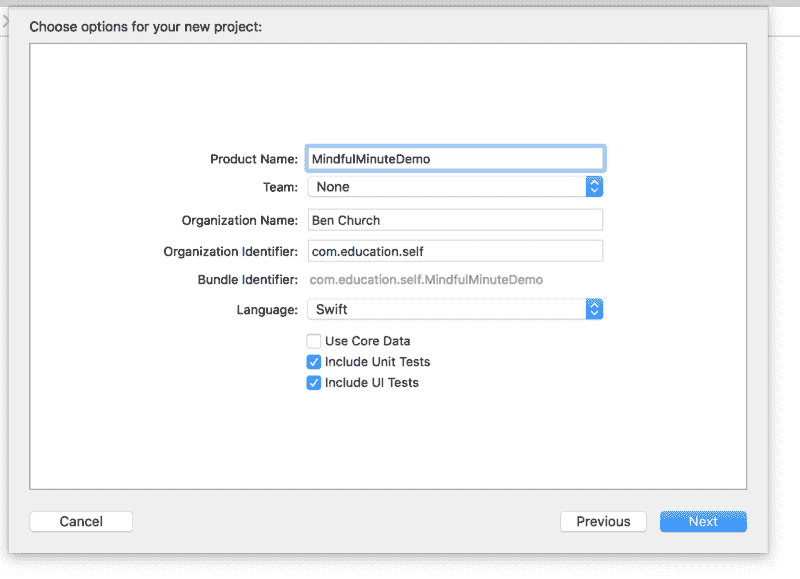 Choose options for your new project:
Product Name: MindfulMinuteDemo
Team: None
Organization Name: Ben Church
Organization Identifier: com.education.self
Bundle Identifier: com.education.self.MindfulMinuteDemo
Language: Swift
Use Core Data
Include Unit Tests
Include UI Tests
Cancel Previous Next